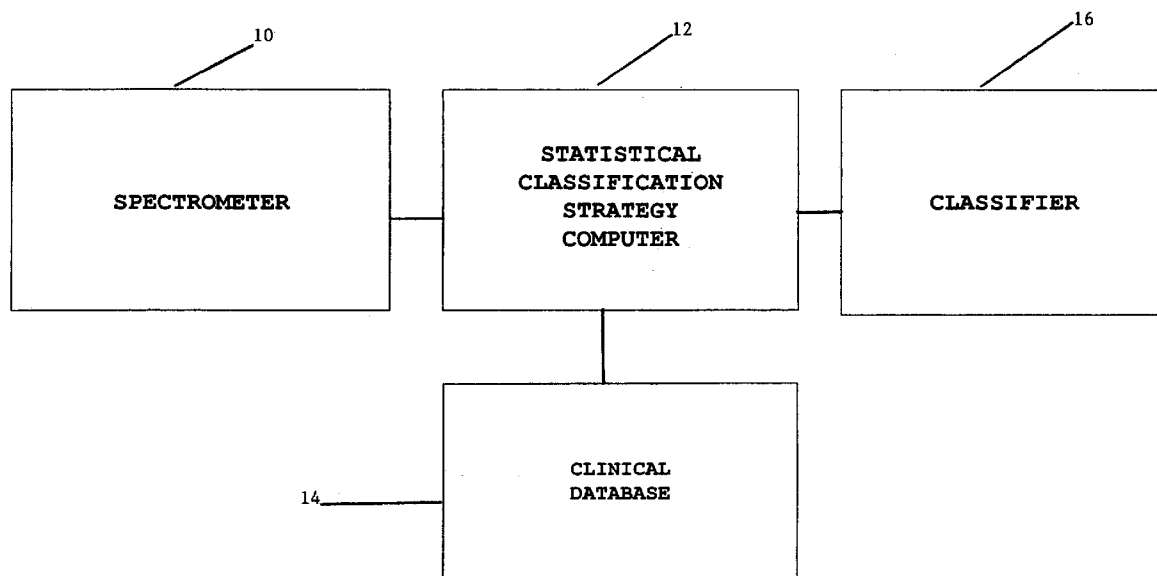 10
12
16
SPECTROMETER
STATISTICAL
CLASSIFICATION
STRATEGY
COMPUTER
CLASSIFIER
CLINICAL
DATABASE
14